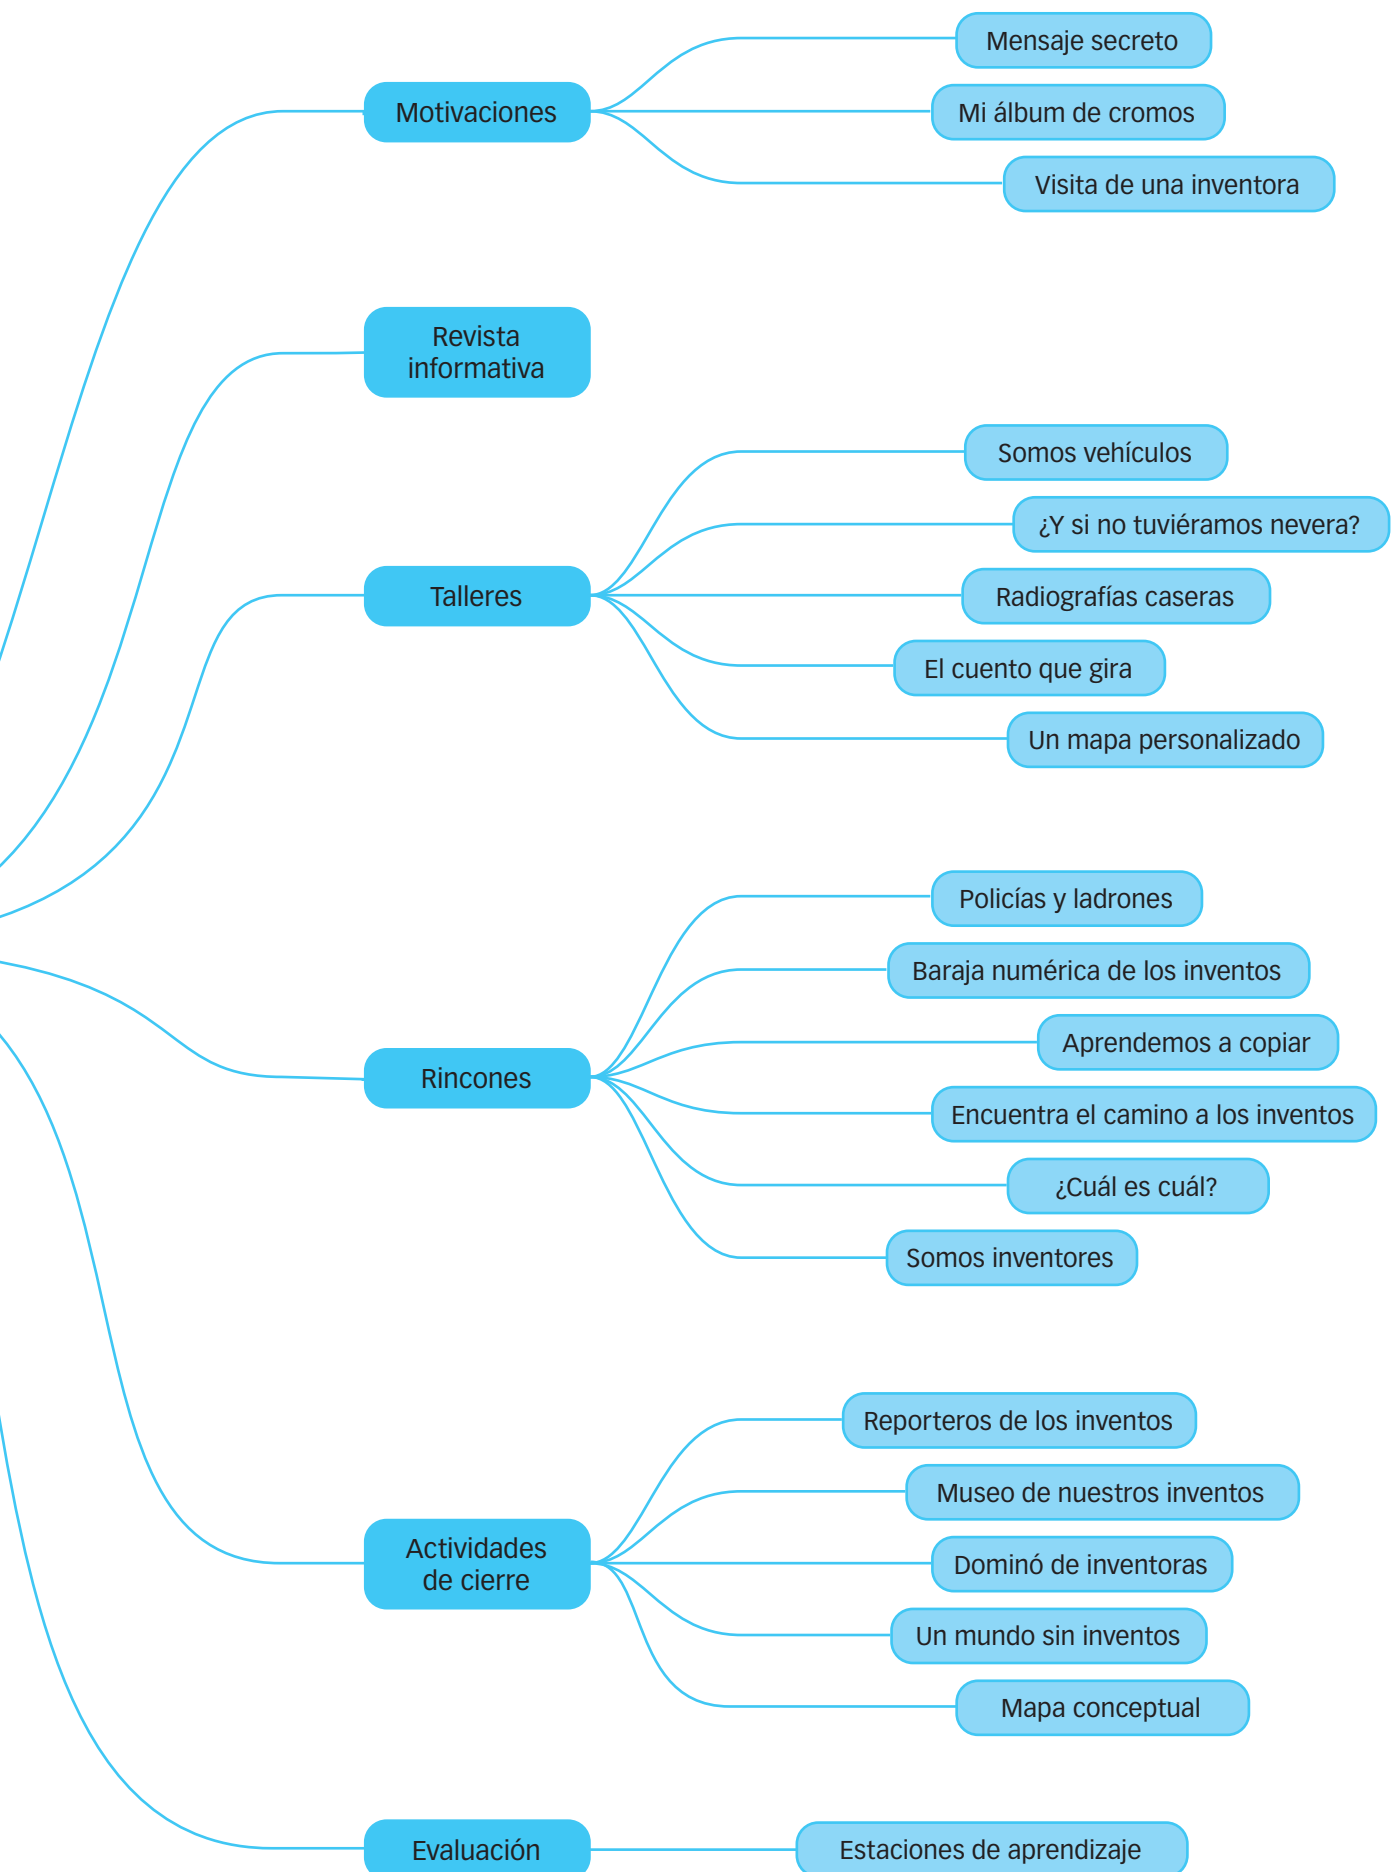 Motivaciones
Mensaje secreto
Mi álbum de cromos
Visita de una inventora
Revista
informativa
Talleres
Somos vehículos
¿Y si no tuviéramos nevera?
Radiografías caseras
El cuento que gira
Un mapa personalizado
Rincones
Policías y ladrones
Baraja numérica de los inventos
Aprendemos a copiar
Encuentra el camino a los inventos
¿Cuál es cuál?
Somos inventores
Actividades
de cierre
Reporteros de los inventos
Museo de nuestros inventos
Dominó de inventoras
Un mundo sin inventos
Mapa conceptual
Evaluación
Estaciones de aprendizaje